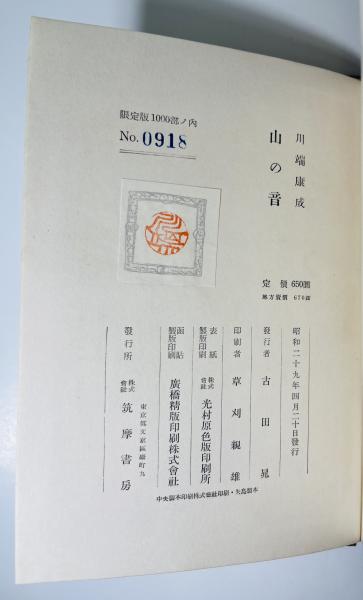 限定版1000部ノ內
No. 0918
川端康成
山の音
定價 650圓
地方賣價 670圓
昭和二十九年四月二十日發行
發行者 古田晁
印刷者 草刈親雄
表紙製版印刷 株式會社 光村原色版印刷所
面貼製版印刷 廣橋精版印刷株式會社
東京都文京區臺町九
發行所 株式會社 筑摩書房
中央製本印刷株式會社印刷・矢島製本